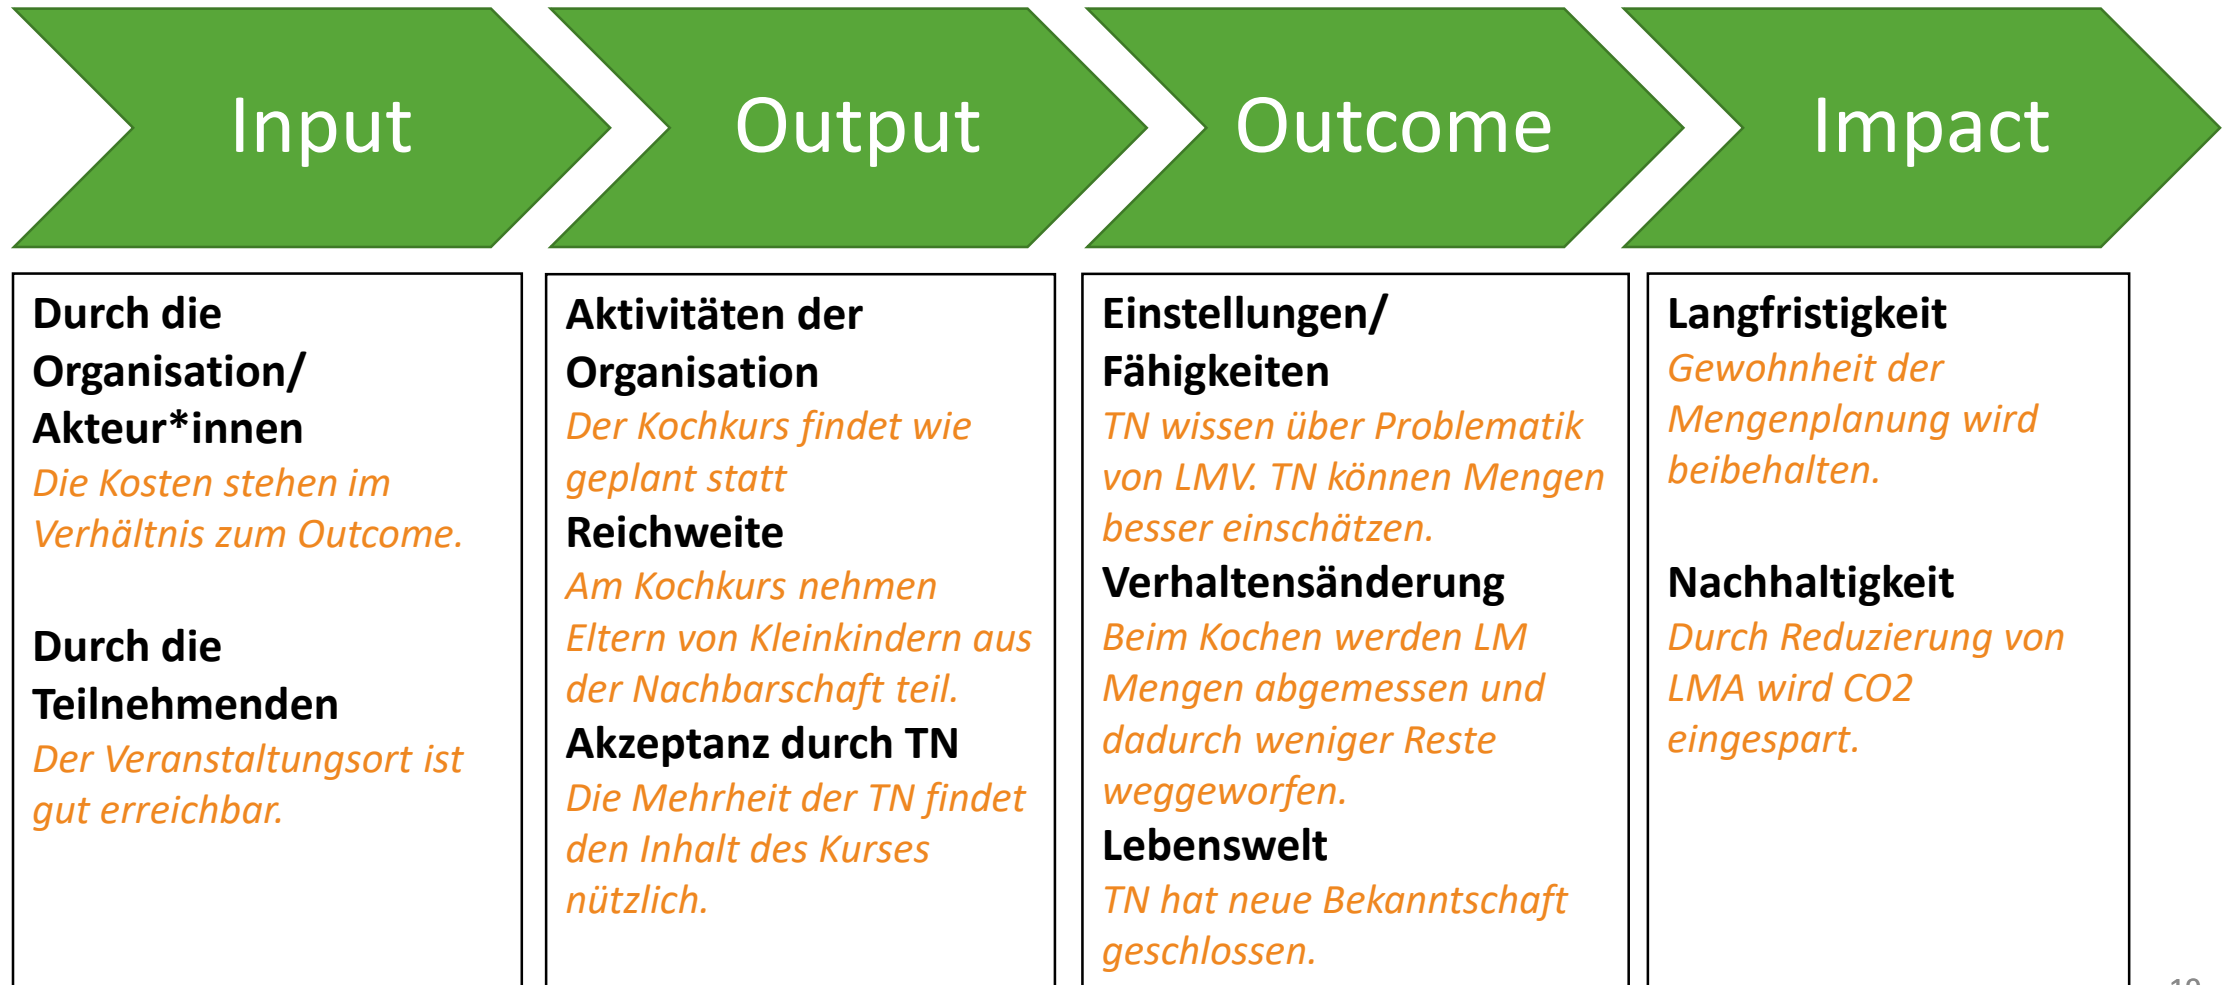 Input
Output
Outcome
Impact
Durch die
Organisation/
Akteur*innen
Die Kosten stehen im
Verhältnis zum Outcome.
Durch die
Teilnehmenden
Der Veranstaltungsort ist
gut erreichbar.
Aktivitäten der
Organisation
Der Kochkurs findet wie
geplant statt
Reichweite
Am Kochkurs nehmen
Eltern von Kleinkindern aus
der Nachbarschaft teil.
Akzeptanz durch TN
Die Mehrheit der TN findet
den Inhalt des Kurses
nützlich.
Einstellungen/
Fähigkeiten
TN wissen über Problematik
von LMV. TN können Mengen
besser einschätzen.
Verhaltensänderung
Beim Kochen werden LM
Mengen abgemessen und
dadurch weniger Reste
weggeworfen.
Lebenswelt
TN hat neue Bekanntschaft
geschlossen.
Langfristigkeit
Gewohnheit der
Mengenplanung wird
beibehalten.
Nachhaltigkeit
Durch Reduzierung von
LMA wird CO2
eingespart.